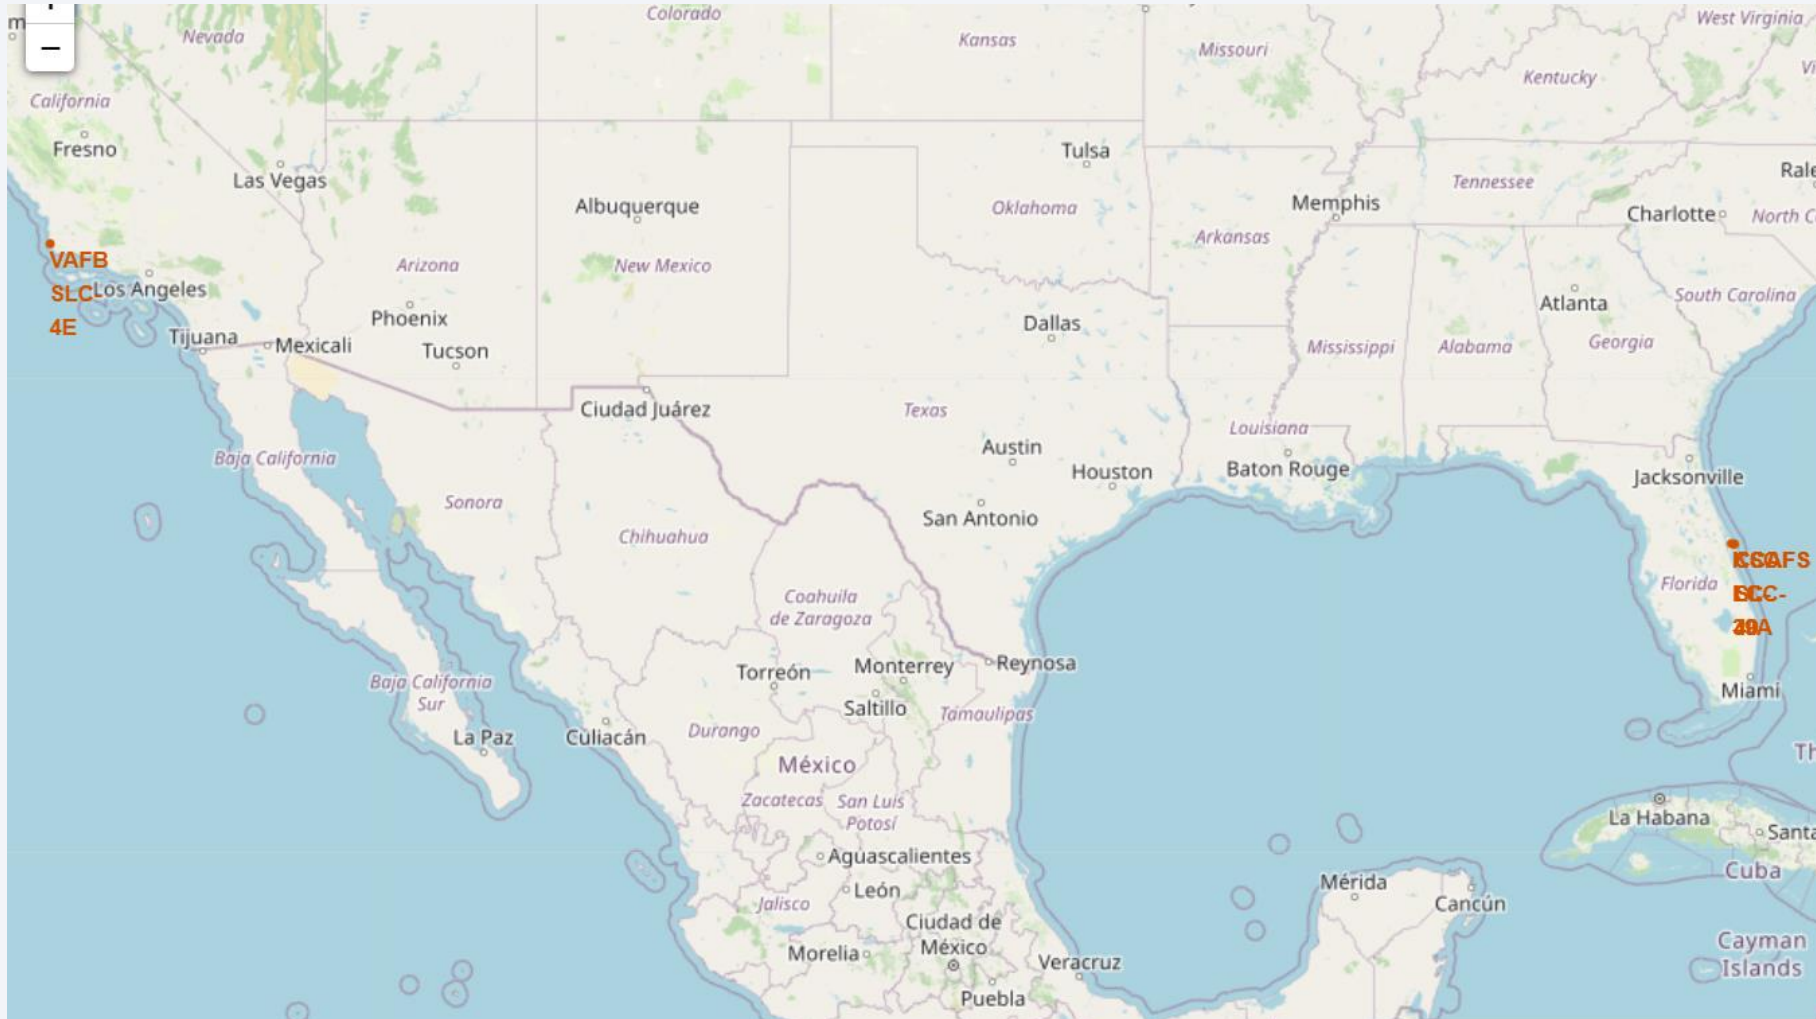 Colorado
West Virginia
Nevada
Kansas
Missouri
Kentucky
California
Fresno
Tulsa
Las Vegas
Tennessee
Albuquerque
Memphis
Oklahoma
Charlotte
Arkansas
VAFB
SLC-
4E
Los Angeles
Arizona
New Mexico
South Carolina
Atlanta
Phoenix
Dallas
Tijuana
Mexicali
Tucson
Mississippi
Alabama
Georgia
Ciudad Juárez
Texas
Louisiana
Austin
Baja California
Houston
Baton Rouge
Jacksonville
Sonora
San Antonio
Chihuahua
Florida
Coahuila
de Zaragoza
Reynosa
Torreón
Monterrey
Baja California
Sur
Miami
Saltillo
Tamaulipas
Durango
La Paz
Culiacán
México
Zacatecas
San Luis
Potosí
La Habana
Aguascalientes
Cuba
León
Mérida
Cancún
Jalisco
Ciudad de
México
Morelia
Veracruz
Cayman
Islands
Puebla